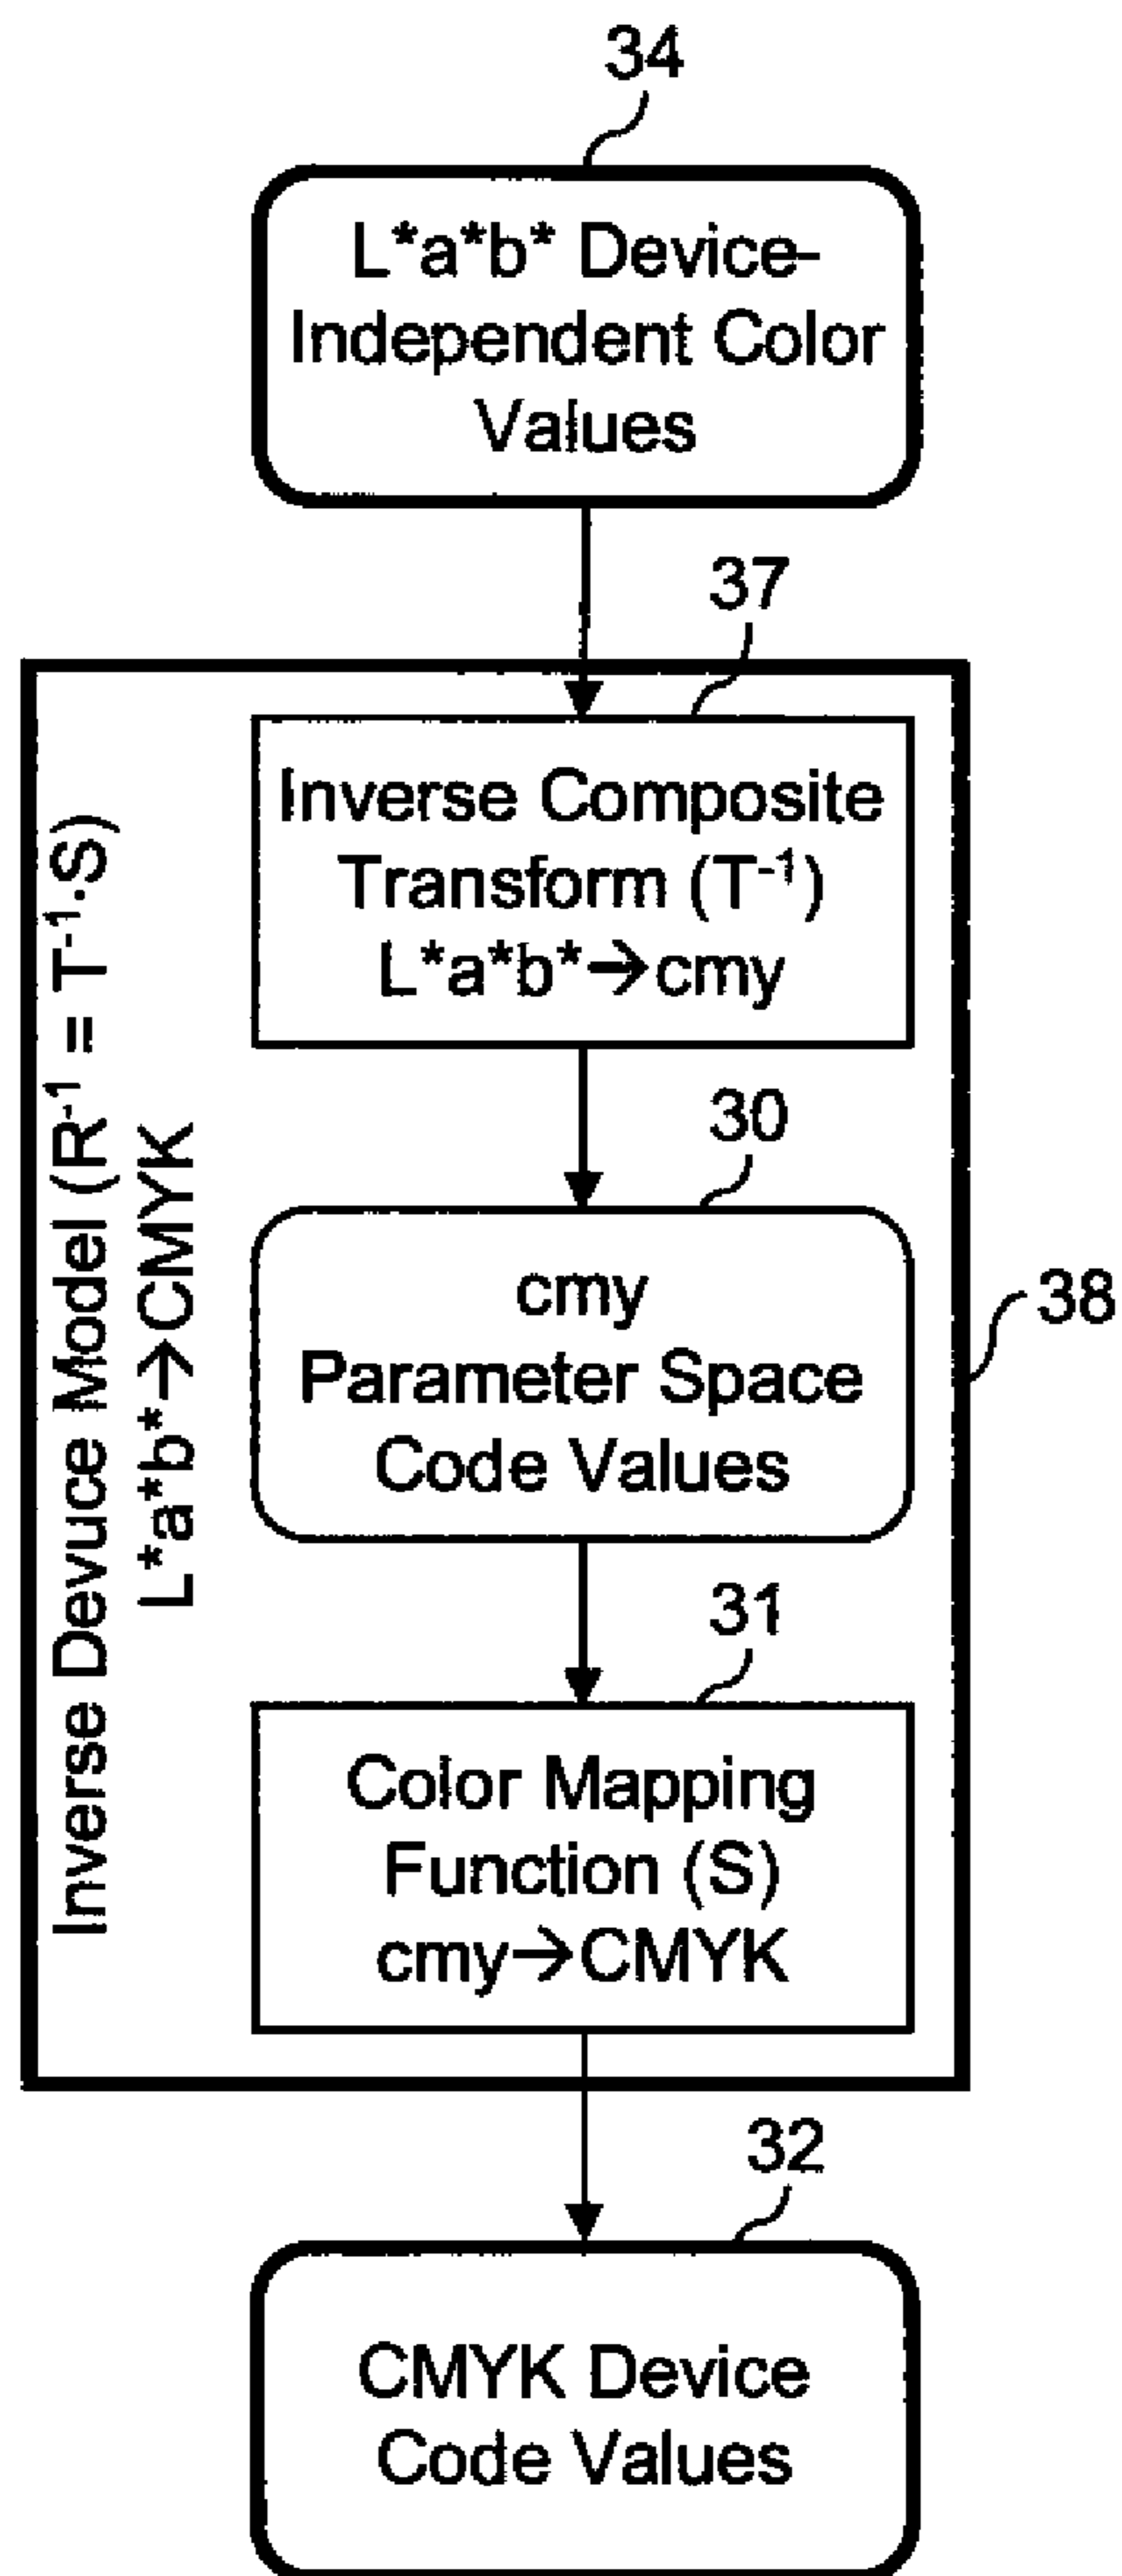 34
L*a*b* Device-
Independent Color
Values
37
Inverse Composite
Transform (T⁻¹)
L*a*b*→cmy
30
cmy
Parameter Space
Code Values
31
Color Mapping
Function (S)
cmy→CMYK
Inverse Devuce Model (R⁻¹ = T⁻¹·S)
L*a*b*→CMYK
38
32
CMYK Device
Code Values